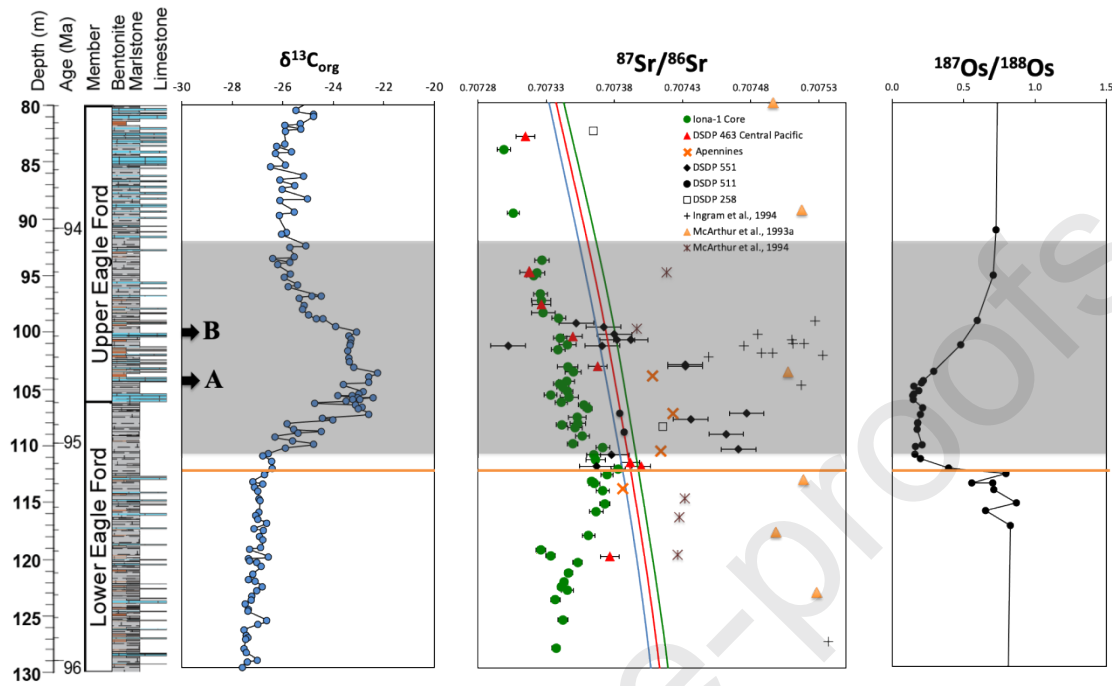 Depth (m)
Age (Ma)
Member
Bentonite
Marlstone
Limestone
δ13Corg
-30 -28 -26 -24 -22 -20
87Sr/86Sr
0.70728 0.70733 0.70738 0.70743 0.70748 0.70753
187Os/188Os
0.0 0.5 1.0 1.5
80
85
90
95
100
105
110
115
120
125
130
94
95
96
Upper Eagle Ford
Lower Eagle Ford
B
A
Iona-1 Core
DSDP 463 Central Pacific
Apennines
DSDP 551
DSDP 511
DSDP 258
Ingram et al., 1994
McArthur et al., 1993a
McArthur et al., 1994
e-proofs